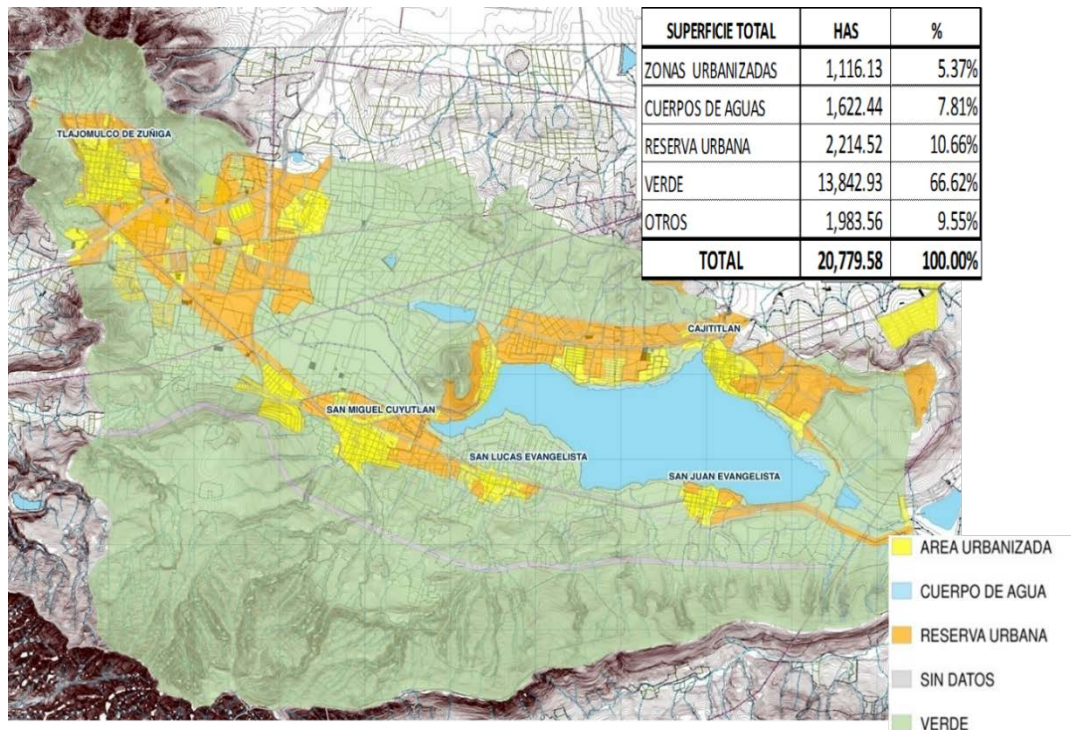 SUPERFICIE TOTAL HAS %
ZONAS URBANIZADAS 1,116.13 5.37%
CUERPOS DE AGUAS 1,622.44 7.81%
RESERVA URBANA 2,214.52 10.66%
VERDE 13,842.93 66.62%
OTROS 1,983.56 9.55%
TOTAL 20,779.58 100.00%
TLAJOMULCO DE ZUÑIGA
CAJITITLAN
SAN MIGUEL CUYUTLAN
SAN LUCAS EVANGELISTA
SAN JUAN EVANGELISTA
AREA URBANIZADA
CUERPO DE AGUA
RESERVA URBANA
SIN DATOS
VERDE